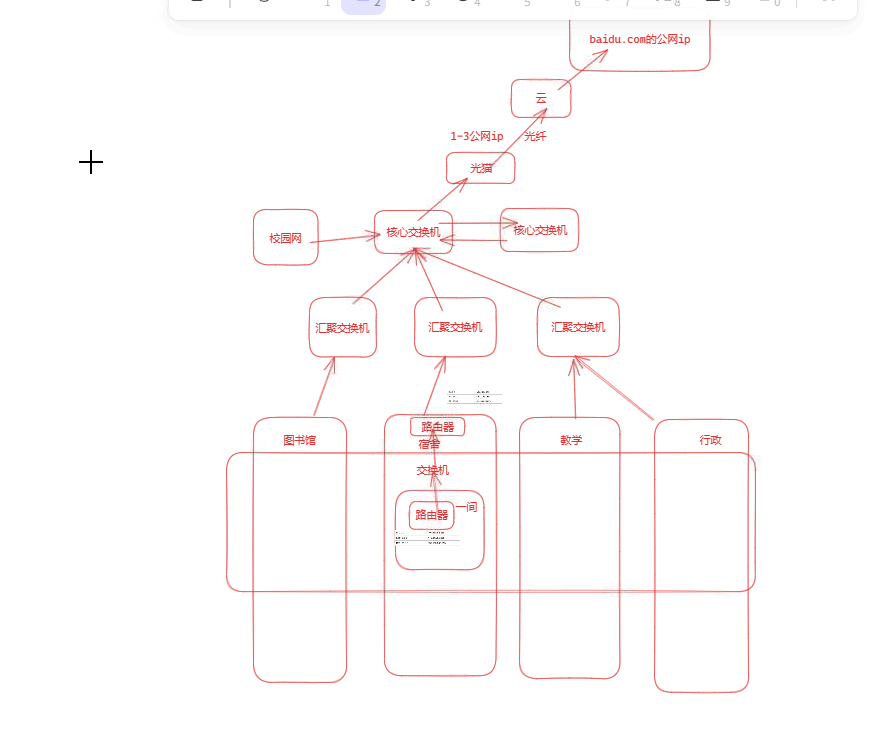 1
2
3
4
5
6
7
8
9
0
baidu.com的公网ip
云
1-3公网ip
光纤
光猫
校园网
核心交换机
核心交换机
汇聚交换机
汇聚交换机
汇聚交换机
图书馆
路由器
宿舍
教学
行政
交换机
一间
路由器